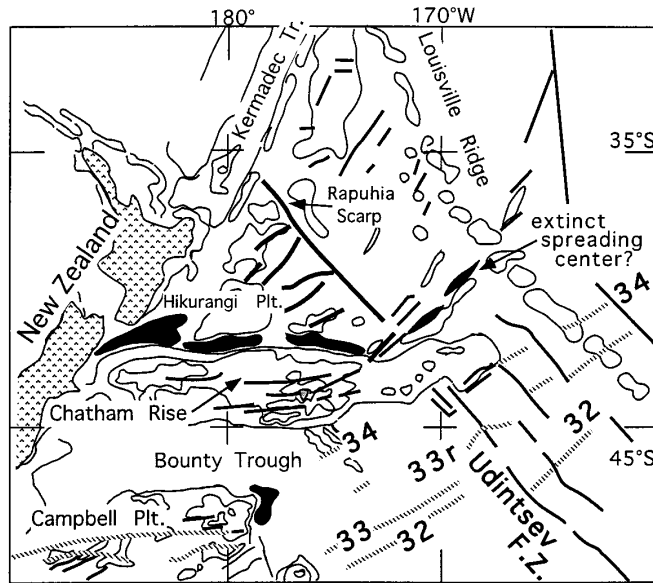 180°
170°W
Kermadec Tr.
Louisville
Ridge
35°S
Rapuhia
Scarp
extinct
spreading
center?
New Zealand
Hikurangi Plt.
34
Chatham Rise
34
32
Bounty Trough
33r
45°S
Campbell Plt.
33
32
Udintsev
F.Z.